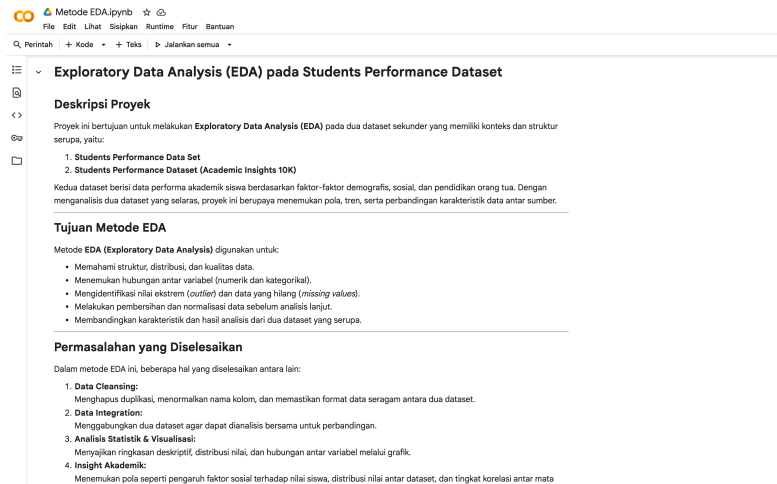 Metode EDA.ipynb
File Edit Lihat Sisipkan Runtime Fitur Bantuan
Perintah + Kode + Teks Jalankan semua
Exploratory Data Analysis (EDA) pada Students Performance Dataset
Deskripsi Proyek
Proyek ini bertujuan untuk melakukan Exploratory Data Analysis (EDA) pada dua dataset sekunder yang memiliki konteks dan struktur
serupa, yaitu:
1. Students Performance Data Set
2. Students Performance Dataset (Academic Insights 10K)
Kedua dataset berisi data performa akademik siswa berdasarkan faktor-faktor demografis, sosial, dan pendidikan orang tua. Dengan
menganalisis dua dataset yang selaras, proyek ini berupaya menemukan pola, tren, serta perbandingan karakteristik data antar sumber.
Tujuan Metode EDA
Metode EDA (Exploratory Data Analysis) digunakan untuk:
• Memahami struktur, distribusi, dan kualitas data.
• Menemukan hubungan antar variabel (numerik dan kategorikal).
• Mengidentifikasi nilai ekstrem (outlier) dan data yang hilang (missing values).
• Melakukan pembersihan dan normalisasi data sebelum analisis lanjut.
• Membandingkan karakteristik dan hasil analisis dari dua dataset yang serupa.
Permasalahan yang Diselesaikan
Dalam metode EDA ini, beberapa hal yang diselesaikan antara lain:
1. Data Cleansing:
Menghapus duplikasi, menormalkan nama kolom, dan memastikan format data seragam antara dua dataset.
2. Data Integration:
Menggabungkan dua dataset agar dapat dianalisis bersama untuk perbandingan.
3. Analisis Statistik & Visualisasi:
Menyajikan ringkasan deskriptif, distribusi nilai, dan hubungan antar variabel melalui grafik.
4. Insight Akademik:
Menemukan pola seperti pengaruh faktor sosial terhadap nilai siswa, distribusi nilai antar dataset, dan tingkat korelasi antar mata